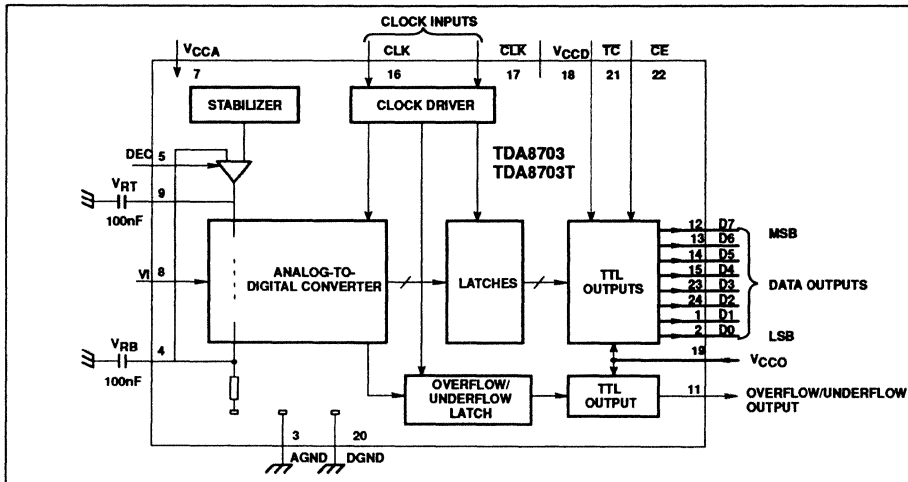 CLOCK INPUTS
VCCA CLK CLK VCCD TC CE
7 16 17 18 21 22
STABILIZER CLOCK DRIVER
DEC 5
TDA8703
TDA8703T
VRT 9
100nF
12 D7 MSB
13 D6
14 D5
15 D4
23 D3
24 D2
1 D1
2 D0 LSB
DATA OUTPUTS
VI 8
ANALOG-TO-
DIGITAL CONVERTER
LATCHES
TTL
OUTPUTS
VRB 4
100nF
19
VCCO
OVERFLOW/
UNDERFLOW
LATCH
TTL
OUTPUT
11 OVERFLOW/UNDERFLOW
OUTPUT
3 20
AGND DGND